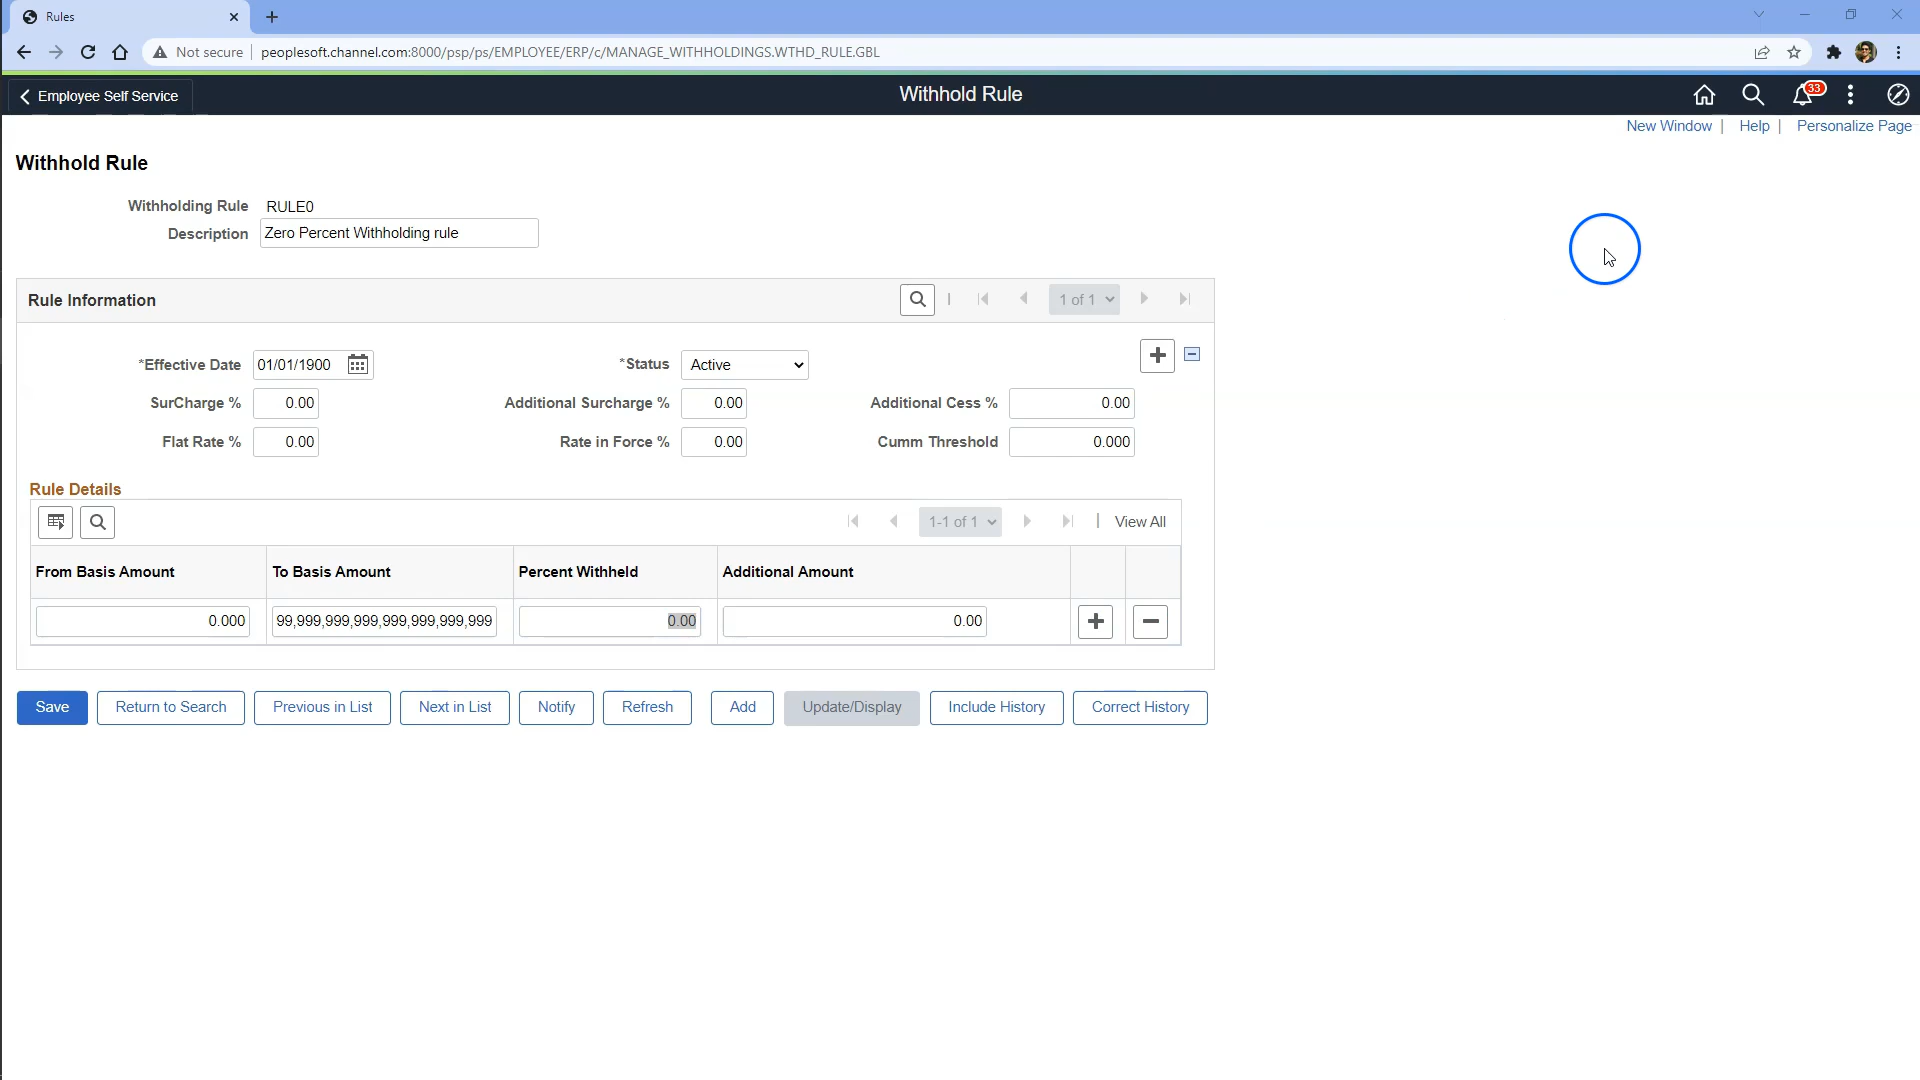 Rules
Not secure peoplesoft.channel.com:8000/psp/ps/EMPLOYEE/ERP/c/MANAGE_WITHHOLDINGS.WTHD_RULE.GBL
Employee Self Service Withhold Rule 33
New Window | Help | Personalize Page
Withhold Rule
Withholding Rule RULE0
Description Zero Percent Withholding rule
Rule Information | 1 of 1
*Effective Date 01/01/1900 *Status Active
SurCharge % 0.00 Additional Surcharge % 0.00 Additional Cess % 0.00
Flat Rate % 0.00 Rate in Force % 0.00 Cumm Threshold 0.000
Rule Details
1-1 of 1 | View All
From Basis Amount To Basis Amount Percent Withheld Additional Amount
0.000 99,999,999,999,999,999,999,999 0.00 0.00
Save Return to Search Previous in List Next in List Notify Refresh Add Update/Display Include History Correct History